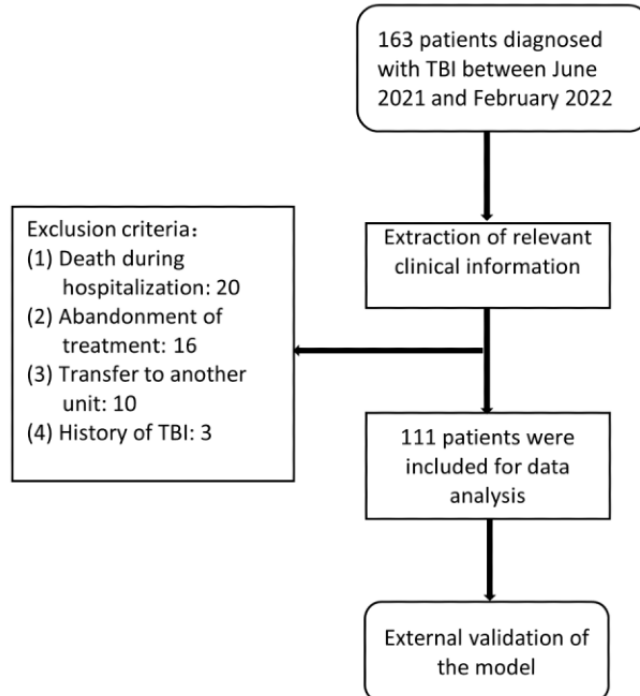 163 patients diagnosed
with TBI between June
2021 and February 2022
Extraction of relevant
clinical information
Exclusion criteria：
(1) Death during
hospitalization: 20
(2) Abandonment of
treatment: 16
(3) Transfer to another
unit: 10
(4) History of TBI: 3
111 patients were
included for data
analysis
External validation of
the model